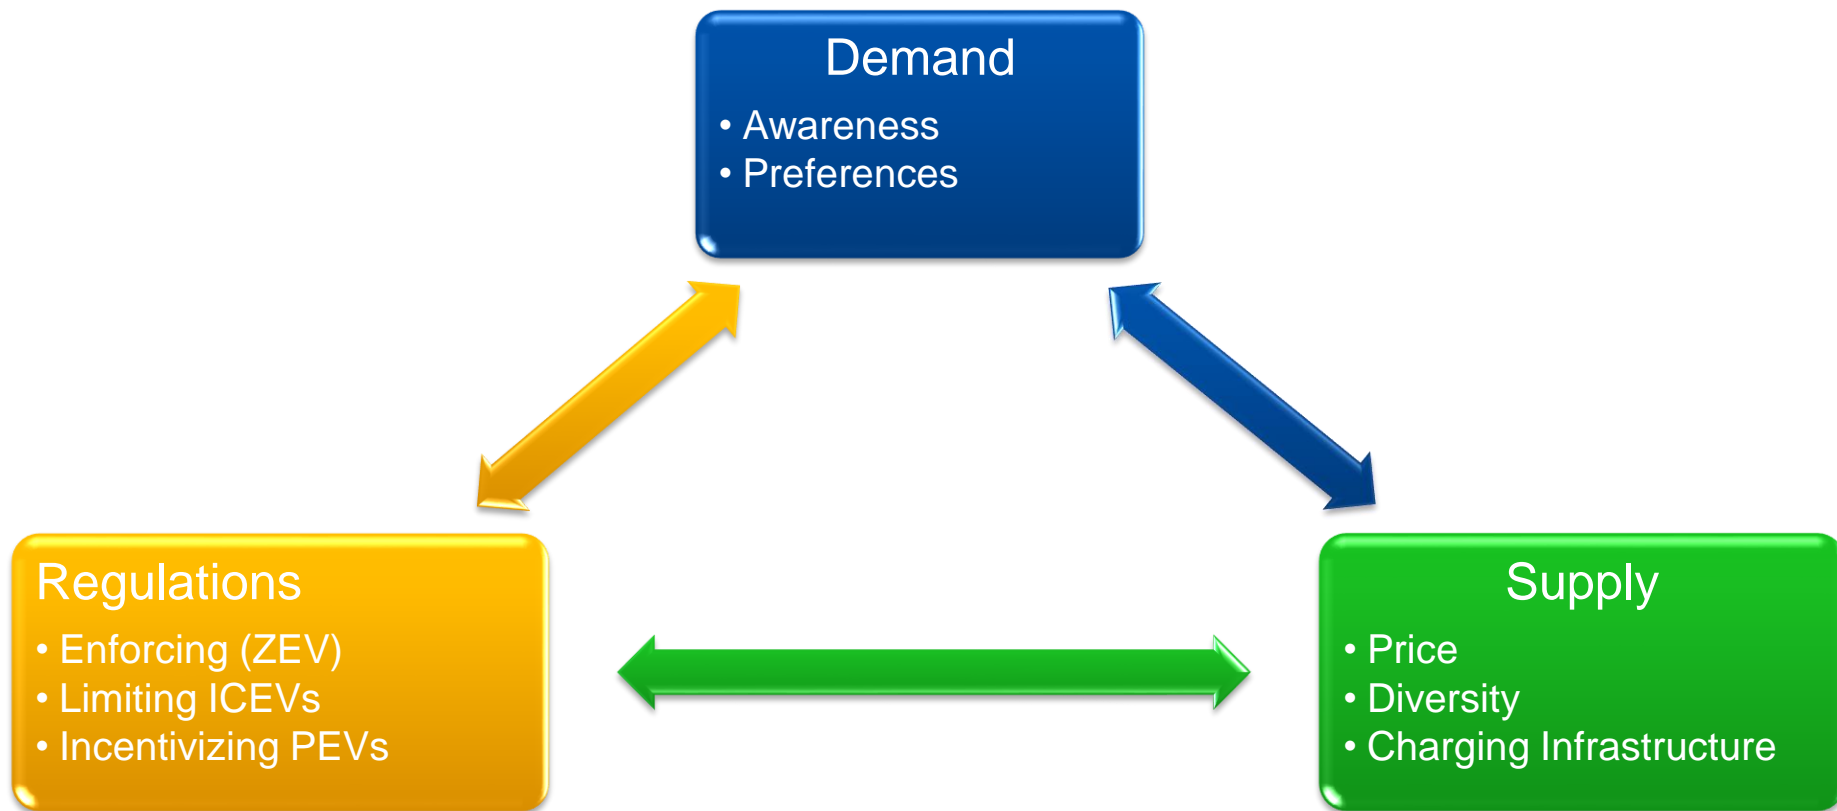 Demand
• Awareness
• Preferences
Regulations
• Enforcing (ZEV)
• Limiting ICEVs
• Incentivizing PEVs
Supply
• Price
• Diversity
• Charging Infrastructure